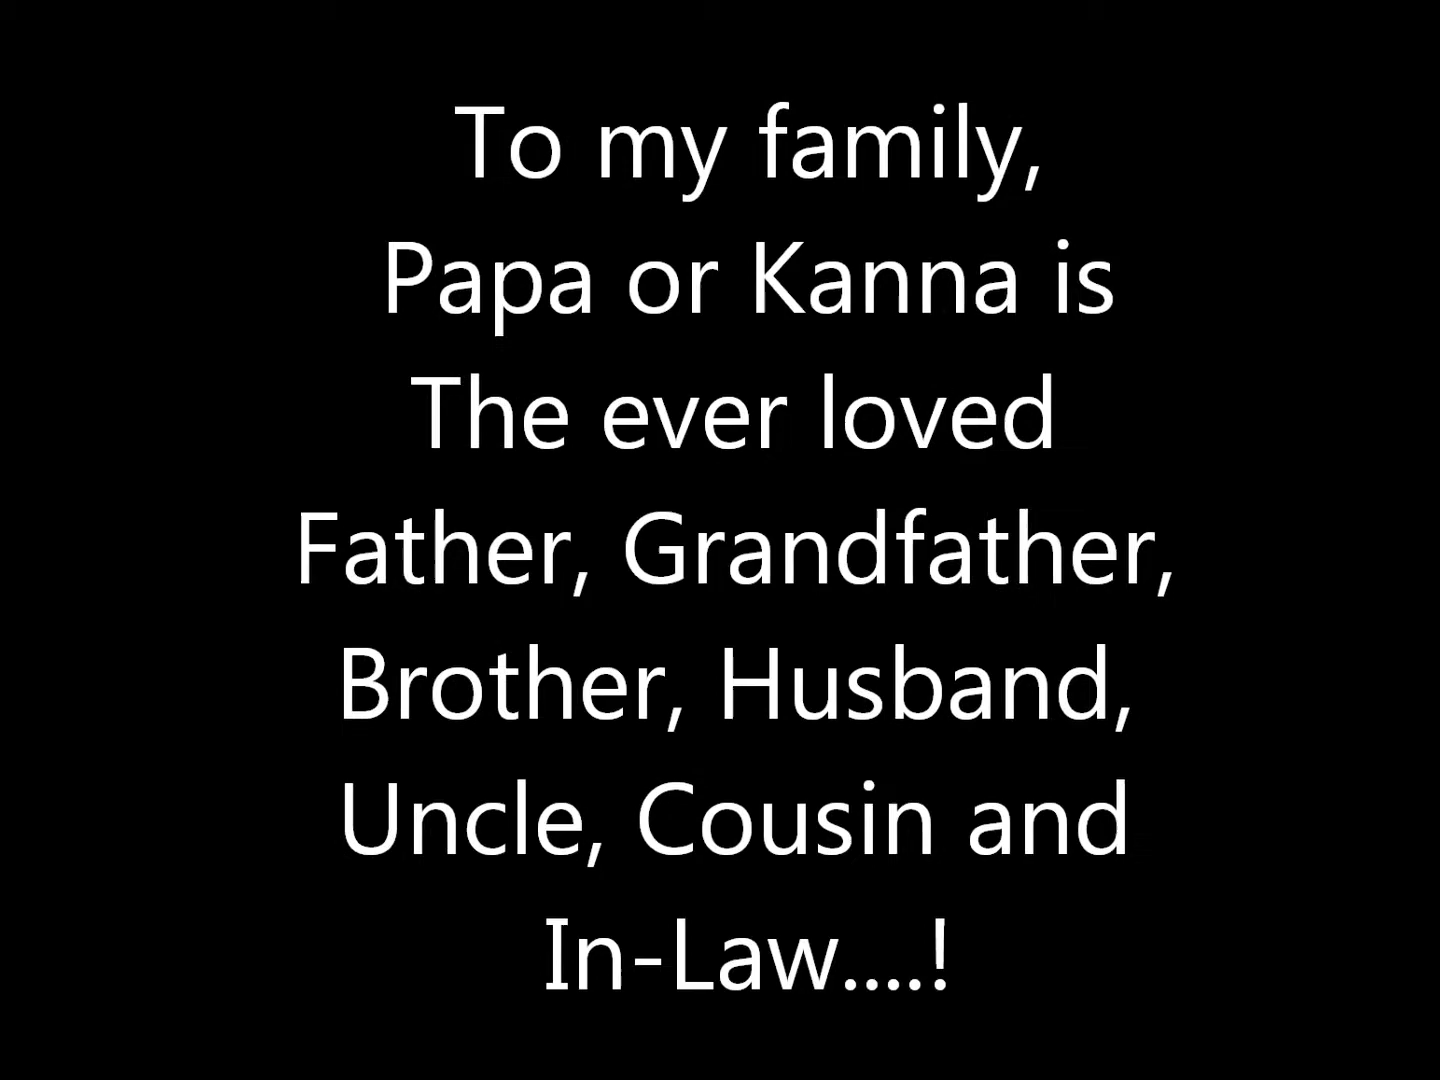 To my family,
Papa or Kanna is
The ever loved
Father, Grandfather,
Brother, Husband,
Uncle, Cousin and
In-Law....!